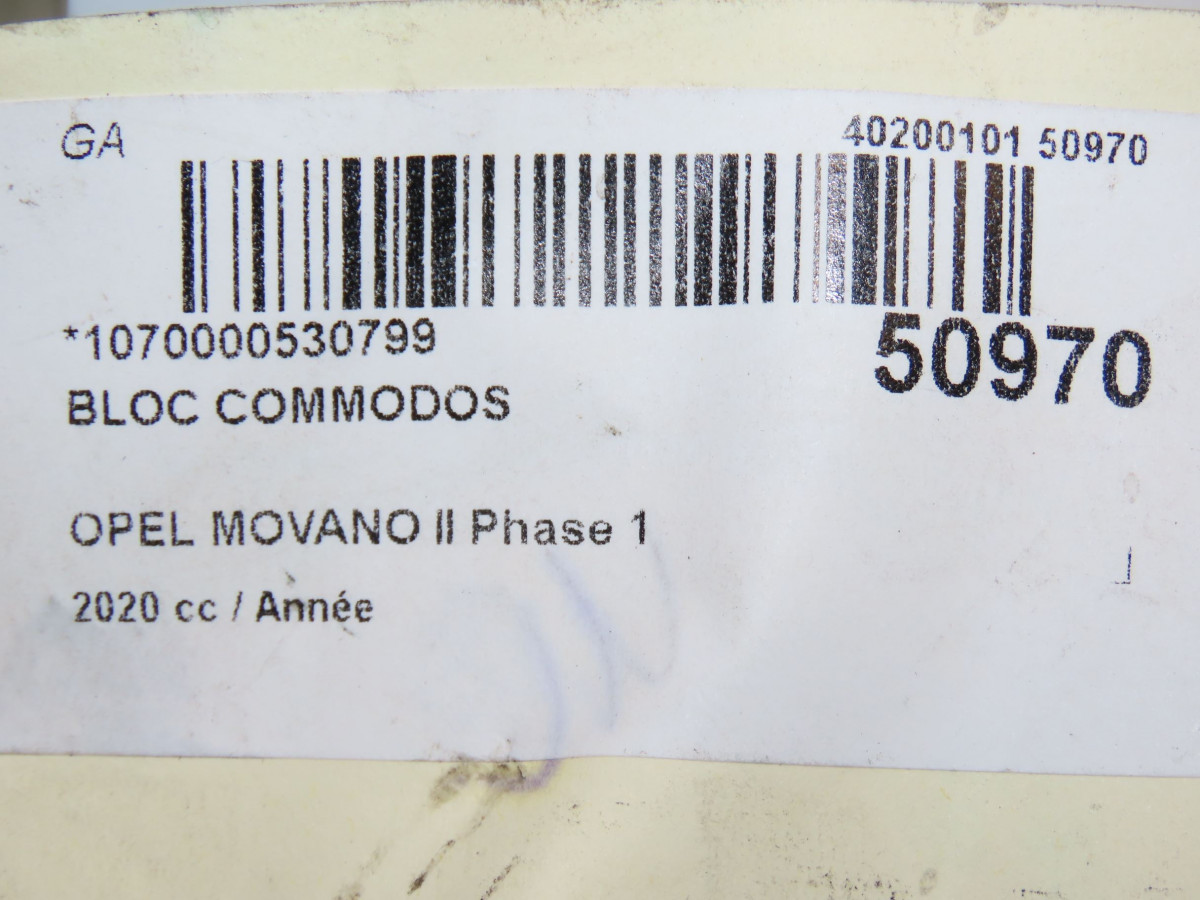 GA
40200101 50970
*1070000530799
50970
BLOC COMMODOS
OPEL MOVANO II Phase 1
2020 cc / Année